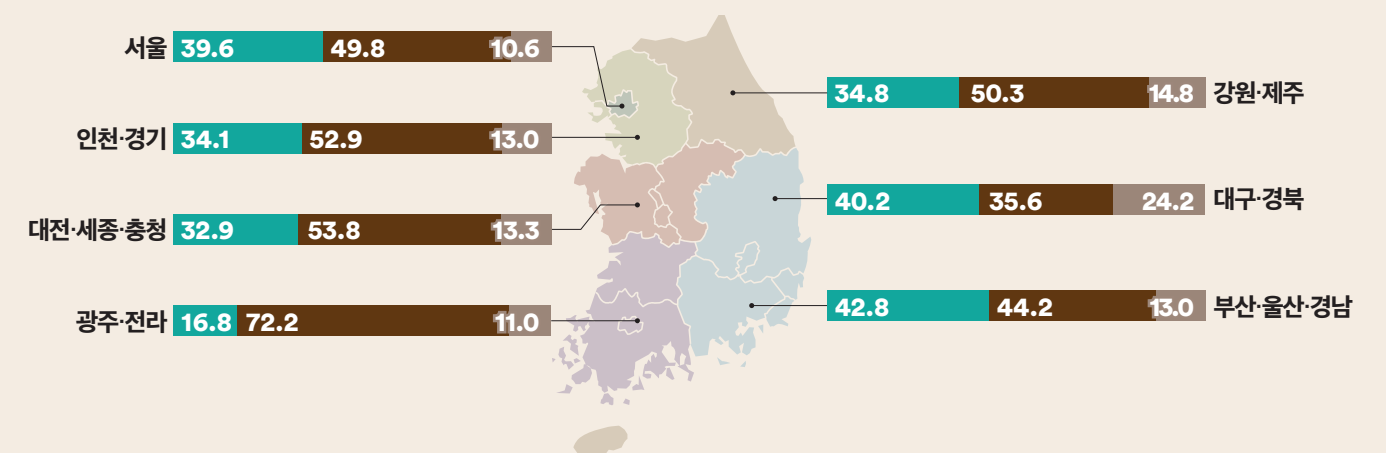 서울 39.6 49.8 10.6
인천·경기 34.1 52.9 13.0
대전·세종·충청 32.9 53.8 13.3
광주·전라 16.8 72.2 11.0
34.8 50.3 14.8 강원·제주
40.2 35.6 24.2 대구·경북
42.8 44.2 13.0 부산·울산·경남